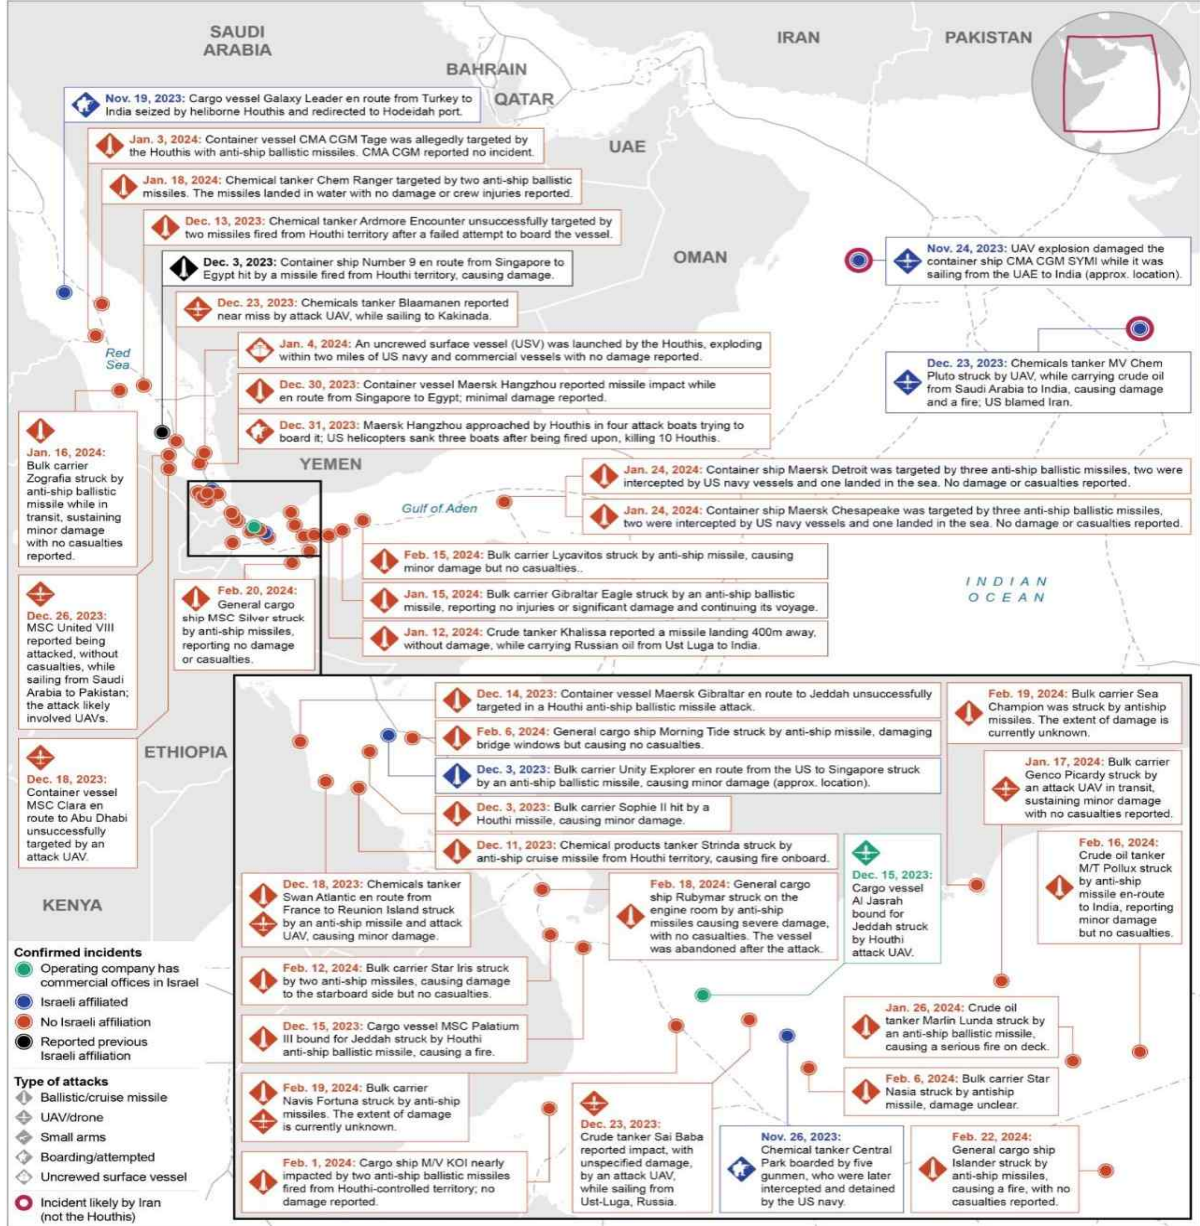 SAUDI
ARABIA
IRAN
PAKISTAN
BAHRAIN
QATAR
UAE
OMAN
Nov. 19, 2023: Cargo vessel Galaxy Leader en route from Turkey to
India seized by heliborne Houthis and redirected to Hodeidah port.
Jan. 3, 2024: Container vessel CMA CGM Tage was allegedly targeted by
the Houthis with anti-ship ballistic missiles. CMA CGM reported no incident.
Jan. 18, 2024: Chemical tanker Chem Ranger targeted by two anti-ship ballistic
missiles. The missiles landed in water with no damage or crew injuries reported.
Dec. 13, 2023: Chemical tanker Ardmore Encounter unsuccessfully targeted by
two missiles fired from Houthi territory after a failed attempt to board the vessel.
Dec. 3, 2023: Container ship Number 9 en route from Singapore to
Egypt hit by a missile fired from Houthi territory, causing damage.
Dec. 23, 2023: Chemicals tanker Blaamanen reported
near miss by attack UAV, while sailing to Kakinada.
Jan. 4, 2024: An uncrewed surface vessel (USV) was launched by the Houthis, exploding
within two miles of US navy and commercial vessels with no damage reported.
Dec. 30, 2023: Container vessel Maersk Hangzhou reported missile impact while
en route from Singapore to Egypt; minimal damage reported.
Dec. 31, 2023: Maersk Hangzhou approached by Houthis in four attack boats trying to
board it; US helicopters sank three boats after being fired upon, killing 10 Houthis.
Nov. 24, 2023: UAV explosion damaged the
container ship CMA CGM SYMI while it was
sailing from the UAE to India (approx. location).
Dec. 23, 2023: Chemicals tanker MV Chem
Pluto struck by UAV, while carrying crude oil
from Saudi Arabia to India, causing damage
and a fire; US blamed Iran.
Red
Sea
YEMEN
Gulf of Aden
INDIAN
OCEAN
Jan. 24, 2024: Container ship Maersk Detroit was targeted by three anti-ship ballistic missiles, two were
intercepted by US navy vessels and one landed in the sea. No damage or casualties reported.
Jan. 24, 2024: Container ship Maersk Chesapeake was targeted by three anti-ship ballistic missiles,
two were intercepted by US navy vessels and one landed in the sea. No damage or casualties reported.
Jan. 16, 2024:
Bulk carrier
Zografia struck by
anti-ship ballistic
missile while in
transit, sustaining
minor damage
with no casualties
reported.
Dec. 26, 2023:
MSC United VIII
reported being
attacked, without
casualties, while
sailing from Saudi
Arabia to Pakistan;
the attack likely
involved UAVs.
Dec. 18, 2023:
Container vessel
MSC Clara en
route to Abu Dhabi
unsuccessfully
targeted by an
attack UAV.
Feb. 20, 2024:
General cargo
ship MSC Silver struck
by anti-ship missiles,
reporting no damage
or casualties.
Feb. 15, 2024: Bulk carrier Lycavitos struck by anti-ship missile, causing
minor damage but no casualties..
Jan. 15, 2024: Bulk carrier Gibraltar Eagle struck by an anti-ship ballistic
missile, reporting no injuries or significant damage and continuing its voyage.
Jan. 12, 2024: Crude tanker Khalissa reported a missile landing 400m away,
without damage, while carrying Russian oil from Ust Luga to India.
ETHIOPIA
KENYA
Dec. 14, 2023: Container vessel Maersk Gibraltar en route to Jeddah unsuccessfully
targeted in a Houthi anti-ship ballistic missile attack.
Feb. 6, 2024: General cargo ship Morning Tide struck by anti-ship missile, damaging
bridge windows but causing no casualties.
Dec. 3, 2023: Bulk carrier Unity Explorer en route from the US to Singapore struck
by an anti-ship ballistic missile, causing minor damage (approx. location).
Dec. 3, 2023: Bulk carrier Sophie II hit by a
Houthi missile, causing minor damage.
Dec. 11, 2023: Chemical products tanker Strinda struck by
anti-ship cruise missile from Houthi territory, causing fire onboard.
Feb. 19, 2024: Bulk carrier Sea
Champion was struck by antiship
missiles. The extent of damage is
currently unknown.
Jan. 17, 2024: Bulk carrier
Genco Picardy struck by
an attack UAV in transit,
sustaining minor damage
with no casualties reported.
Feb. 16, 2024:
Crude oil tanker
M/T Pollux struck
by anti-ship
missile en-route
to India, reporting
minor damage
but no casualties.
Dec. 18, 2023: Chemicals tanker
Swan Atlantic en route from
France to Reunion Island struck
by an anti-ship missile and attack
UAV, causing minor damage.
Feb. 18, 2024: General cargo
ship Rubymar struck on the
engine room by anti-ship
missiles causing severe damage,
with no casualties. The vessel
was abandoned after the attack.
Dec. 15, 2023:
Cargo vessel
Al Jasrah
bound for
Jeddah struck
by Houthi
attack UAV.
Feb. 12, 2024: Bulk carrier Star Iris struck
by two anti-ship missiles, causing damage
to the starboard side but no casualties.
Dec. 15, 2023: Cargo vessel MSC Palatium
III bound for Jeddah struck by Houthi
anti-ship ballistic missile, causing a fire.
Feb. 19, 2024: Bulk carrier
Navis Fortuna struck by anti-ship
missiles. The extent of damage
is currently unknown.
Feb. 1, 2024: Cargo ship M/V KOI nearly
impacted by two anti-ship ballistic missiles
fired from Houthi-controlled territory; no
damage reported.
Dec. 23, 2023:
Crude tanker Sai Baba
reported impact, with
unspecified damage,
by an attack UAV,
while sailing from
Ust-Luga, Russia.
Jan. 26, 2024: Crude oil
tanker Marlin Lunda struck by
an anti-ship ballistic missile,
causing a serious fire on deck.
Feb. 6, 2024: Bulk carrier Star
Nasia struck by antiship
missile, damage unclear.
Nov. 26, 2023:
Chemical tanker Central
Park boarded by five
gunmen, who were later
intercepted and detained
by the US navy.
Feb. 22, 2024:
General cargo ship
Islander struck by
anti-ship missiles,
causing a fire, with no
casualties reported.
Confirmed incidents
Operating company has
commercial offices in Israel
Israeli affiliated
No Israeli affiliation
Reported previous
Israeli affiliation
Type of attacks
Ballistic/cruise missile
UAV/drone
Small arms
Boarding/attempted
Uncrewed surface vessel
Incident likely by Iran
(not the Houthis)